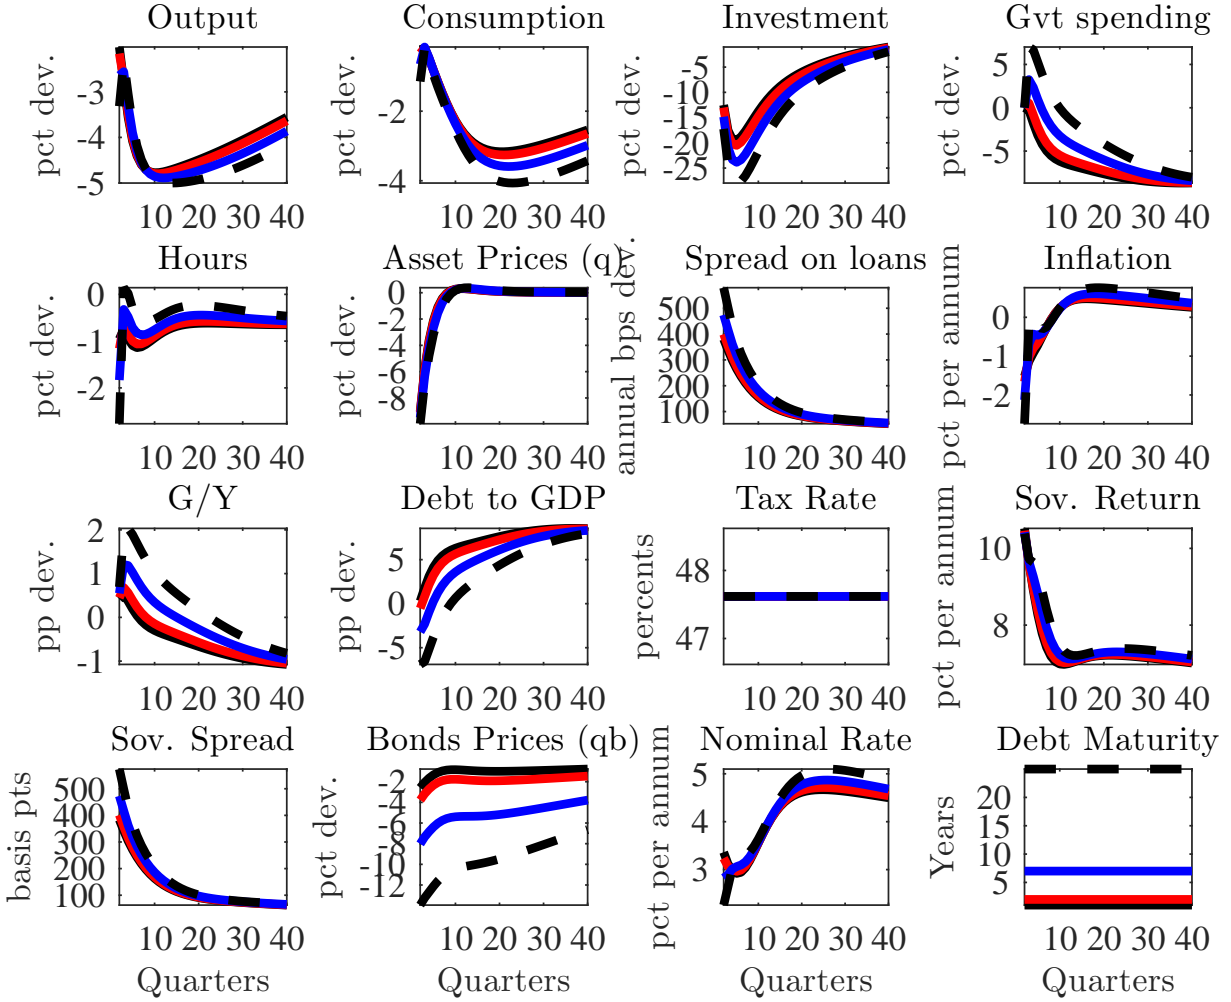 Output
Consumption
Investment
Gvt spending
pct dev.
-3
-4
-5
10 20 30 40
pct dev.
-2
-4
10 20 30 40
pct dev.
-5
-10
-15
-20
-25
10 20 30 40
pct dev.
5
0
-5
10 20 30 40
Hours
Asset Prices (q)
Spread on loans
Inflation
pct dev.
0
-1
-2
10 20 30 40
pct dev.
0
-2
-4
-6
-8
10 20 30 40
annual bps dev.
500
400
300
200
100
10 20 30 40
pct per annum
0
-1
-2
10 20 30 40
G/Y
Debt to GDP
Tax Rate
Sov. Return
pp dev.
2
1
0
-1
10 20 30 40
pp dev.
5
0
-5
10 20 30 40
percents
48
47
10 20 30 40
pct per annum
10
8
10 20 30 40
Sov. Spread
Bonds Prices (qb)
Nominal Rate
Debt Maturity
basis pts
500
400
300
200
100
10 20 30 40
Quarters
pct dev.
-2
-4
-6
-8
-10
-12
10 20 30 40
Quarters
pct per annum
5
4
3
10 20 30 40
Quarters
Years
20
15
10
5
10 20 30 40
Quarters